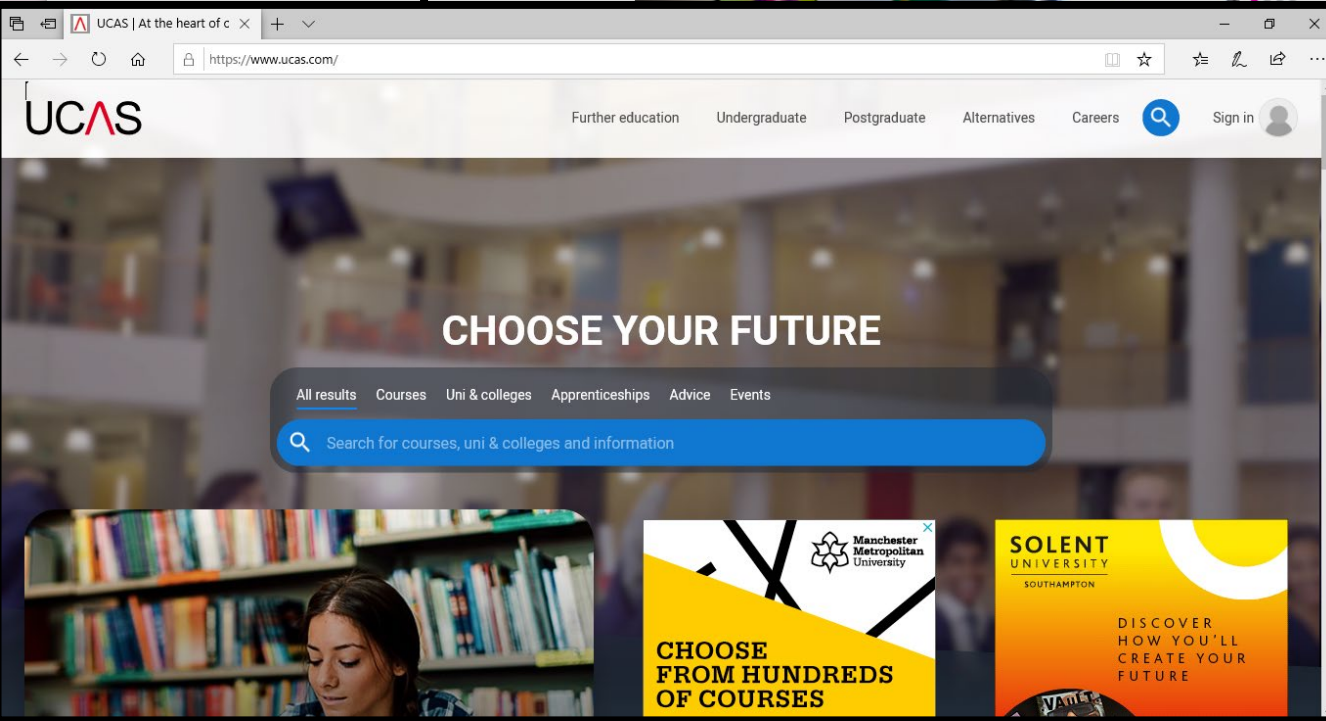 UCAS | At the heart of c
https://www.ucas.com/
UCAS
Further education Undergraduate Postgraduate Alternatives Careers Sign in
CHOOSE YOUR FUTURE
All results Courses Uni & colleges Apprenticeships Advice Events
Search for courses, uni & colleges and information
Manchester
Metropolitan
University
CHOOSE
FROM HUNDREDS
OF COURSES
SOLENT
UNIVERSITY
SOUTHAMPTON
DISCOVER
HOW YOU'LL
CREATE YOUR
FUTURE